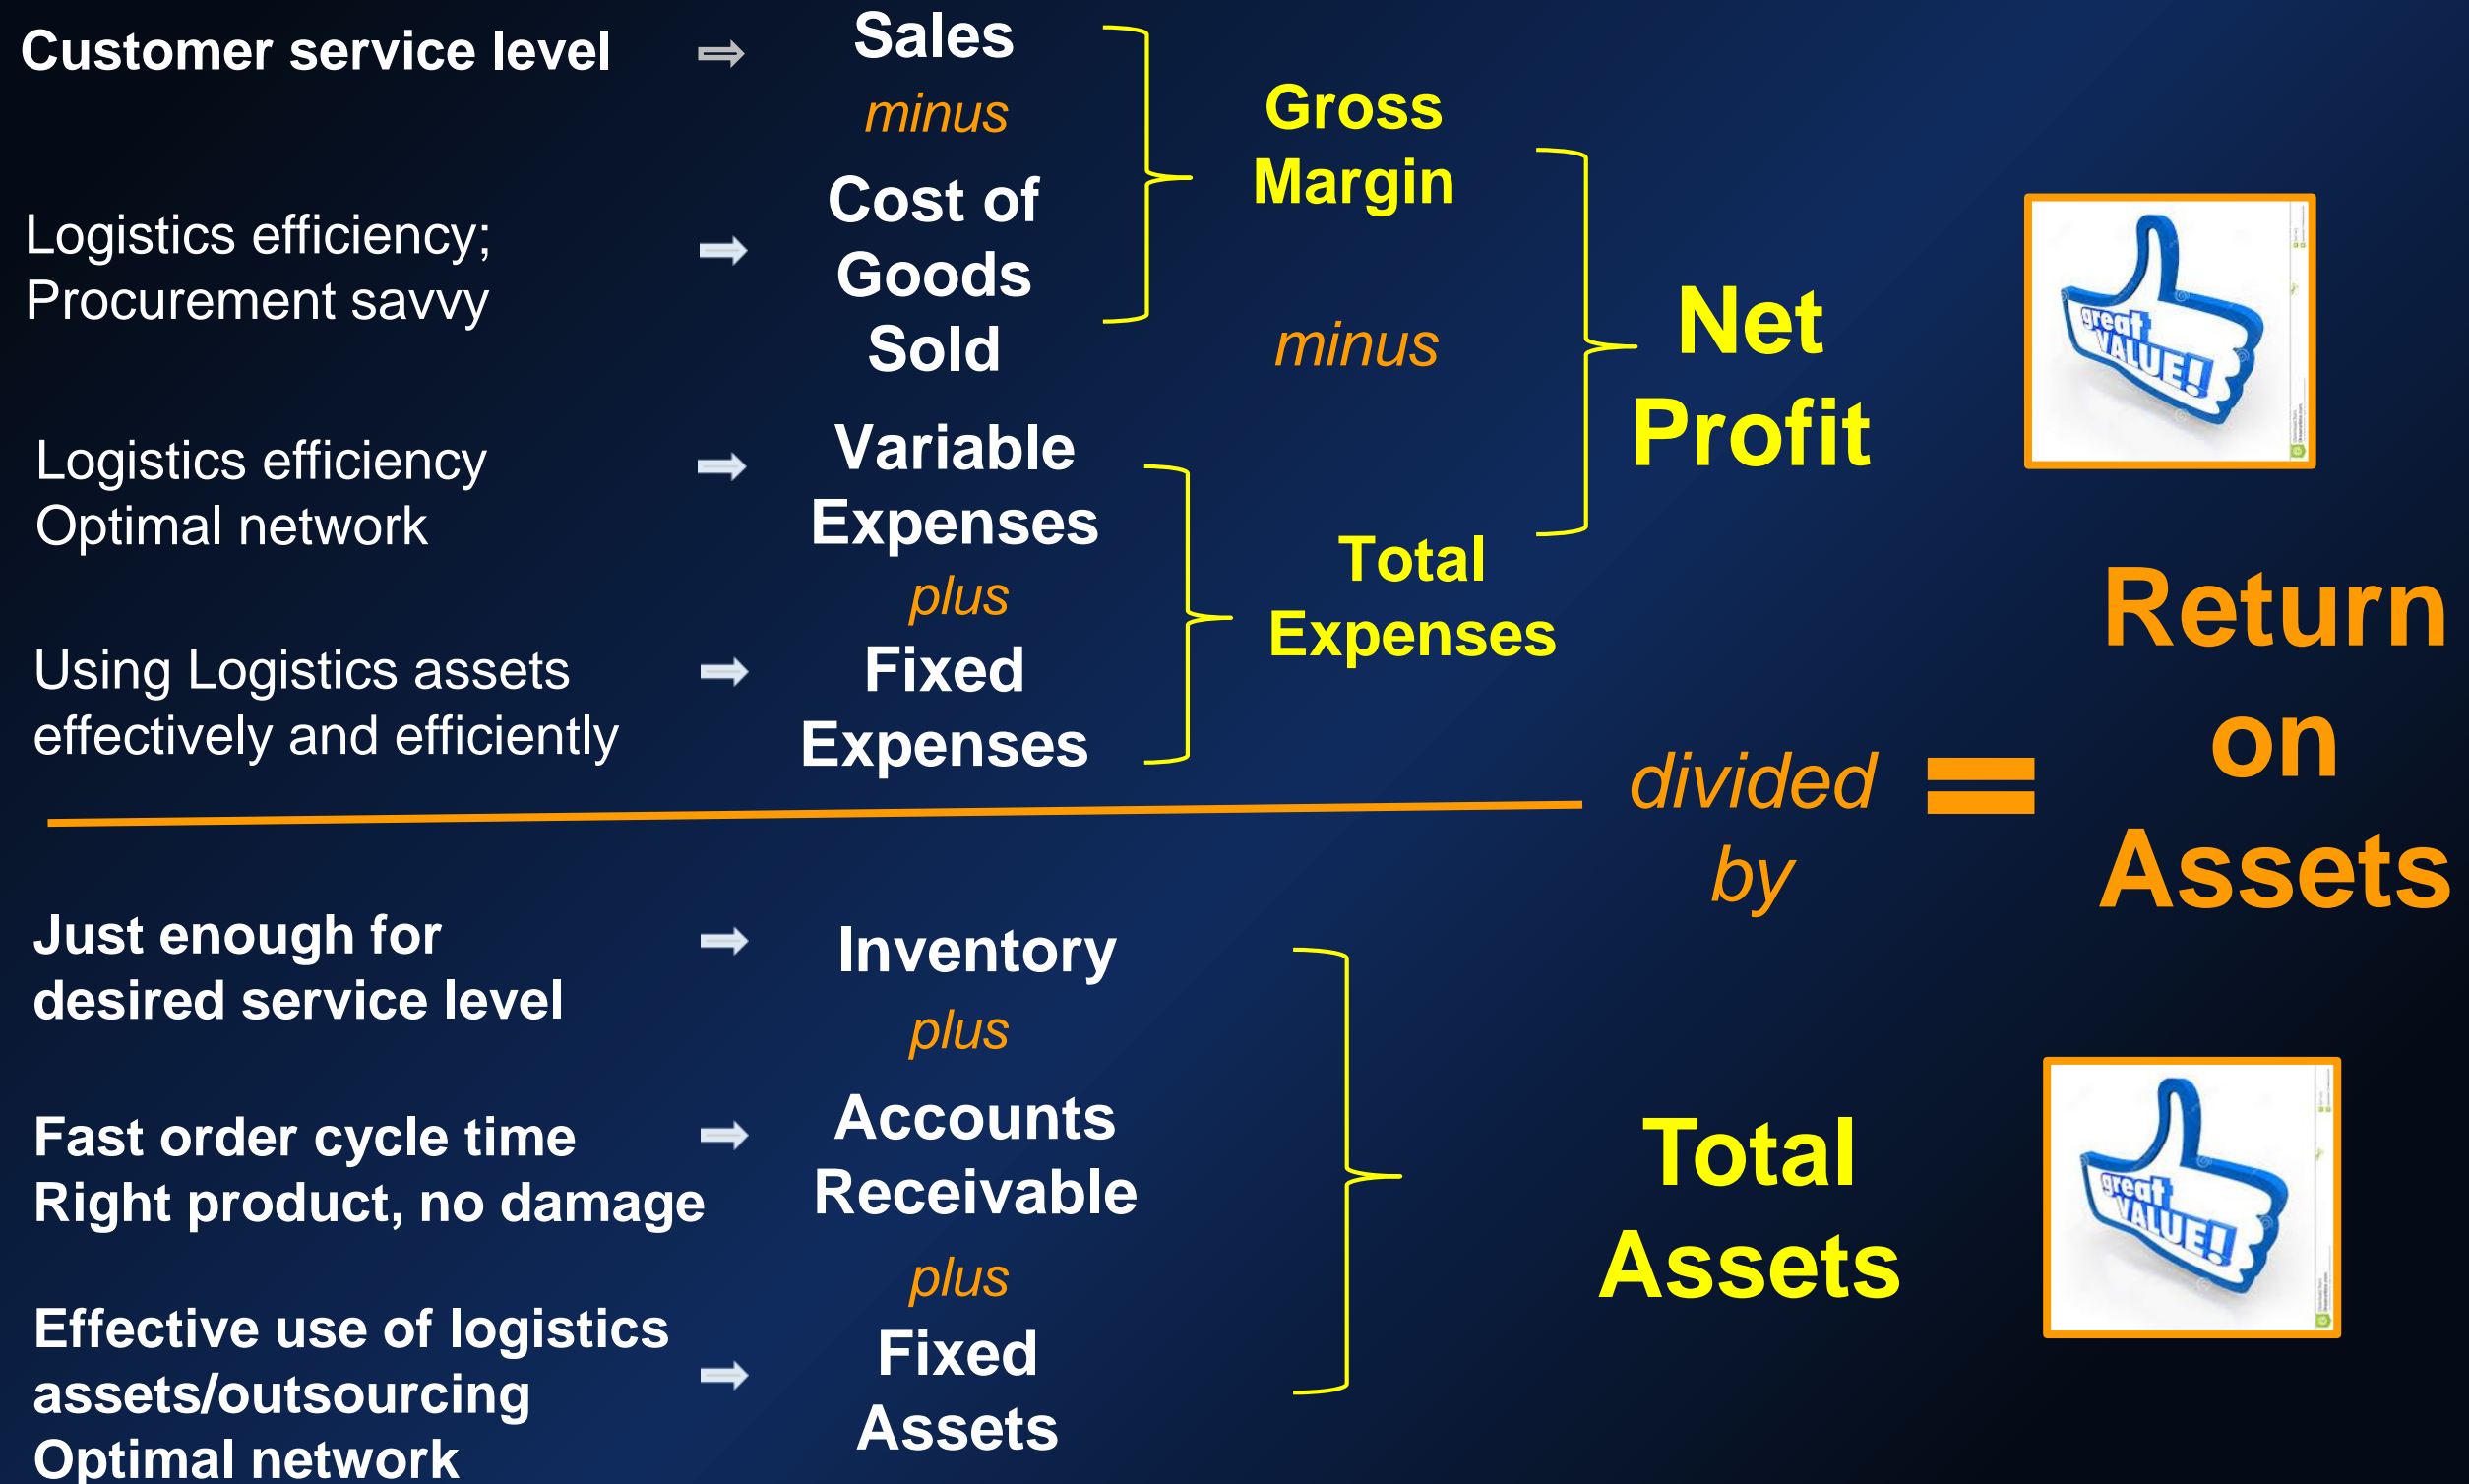 Customer service level ⇒ Sales
minus
Gross
Margin
Logistics efficiency;
Procurement savvy
Cost of
Goods
Sold
minus
Net
Profit
great
VALUE!
Logistics efficiency
Optimal network
Variable
Expenses
plus
Total
Expenses
Using Logistics assets
effectively and efficiently
Fixed
Expenses
divided
by
=
Return
on
Assets
Just enough for
desired service level
Inventory
plus
Fast order cycle time
Right product, no damage
Accounts
Receivable
plus
Total
Assets
great
VALUE!
Effective use of logistics
assets/outsourcing
Optimal network
Fixed
Assets